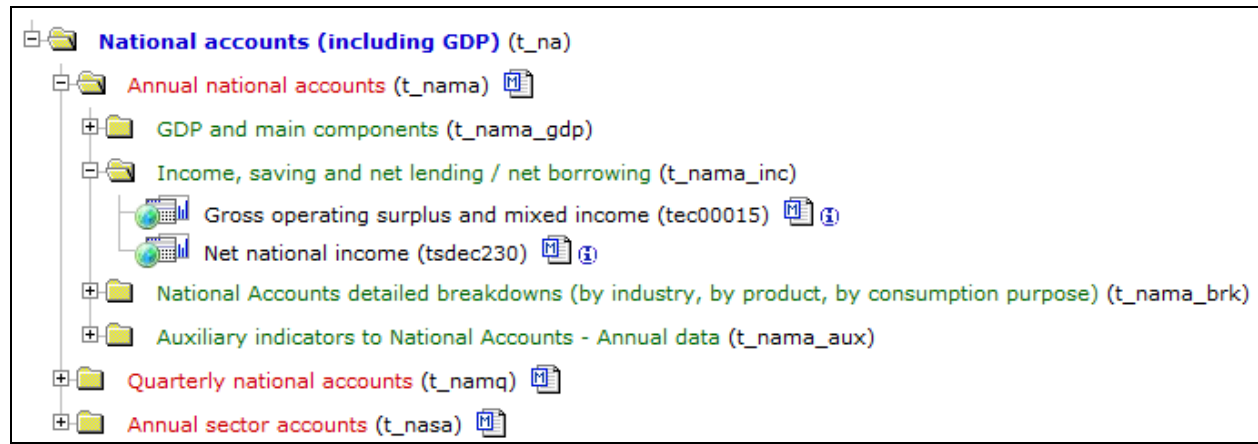 National accounts (including GDP) (t_na)
Annual national accounts (t_nama) M
GDP and main components (t_nama_gdp)
Income, saving and net lending / net borrowing (t_nama_inc)
Gross operating surplus and mixed income (tec00015) M i
Net national income (tsdec230) M i
National Accounts detailed breakdowns (by industry, by product, by consumption purpose) (t_nama_brk)
Auxiliary indicators to National Accounts - Annual data (t_nama_aux)
Quarterly national accounts (t_namq) M
Annual sector accounts (t_nasa) M